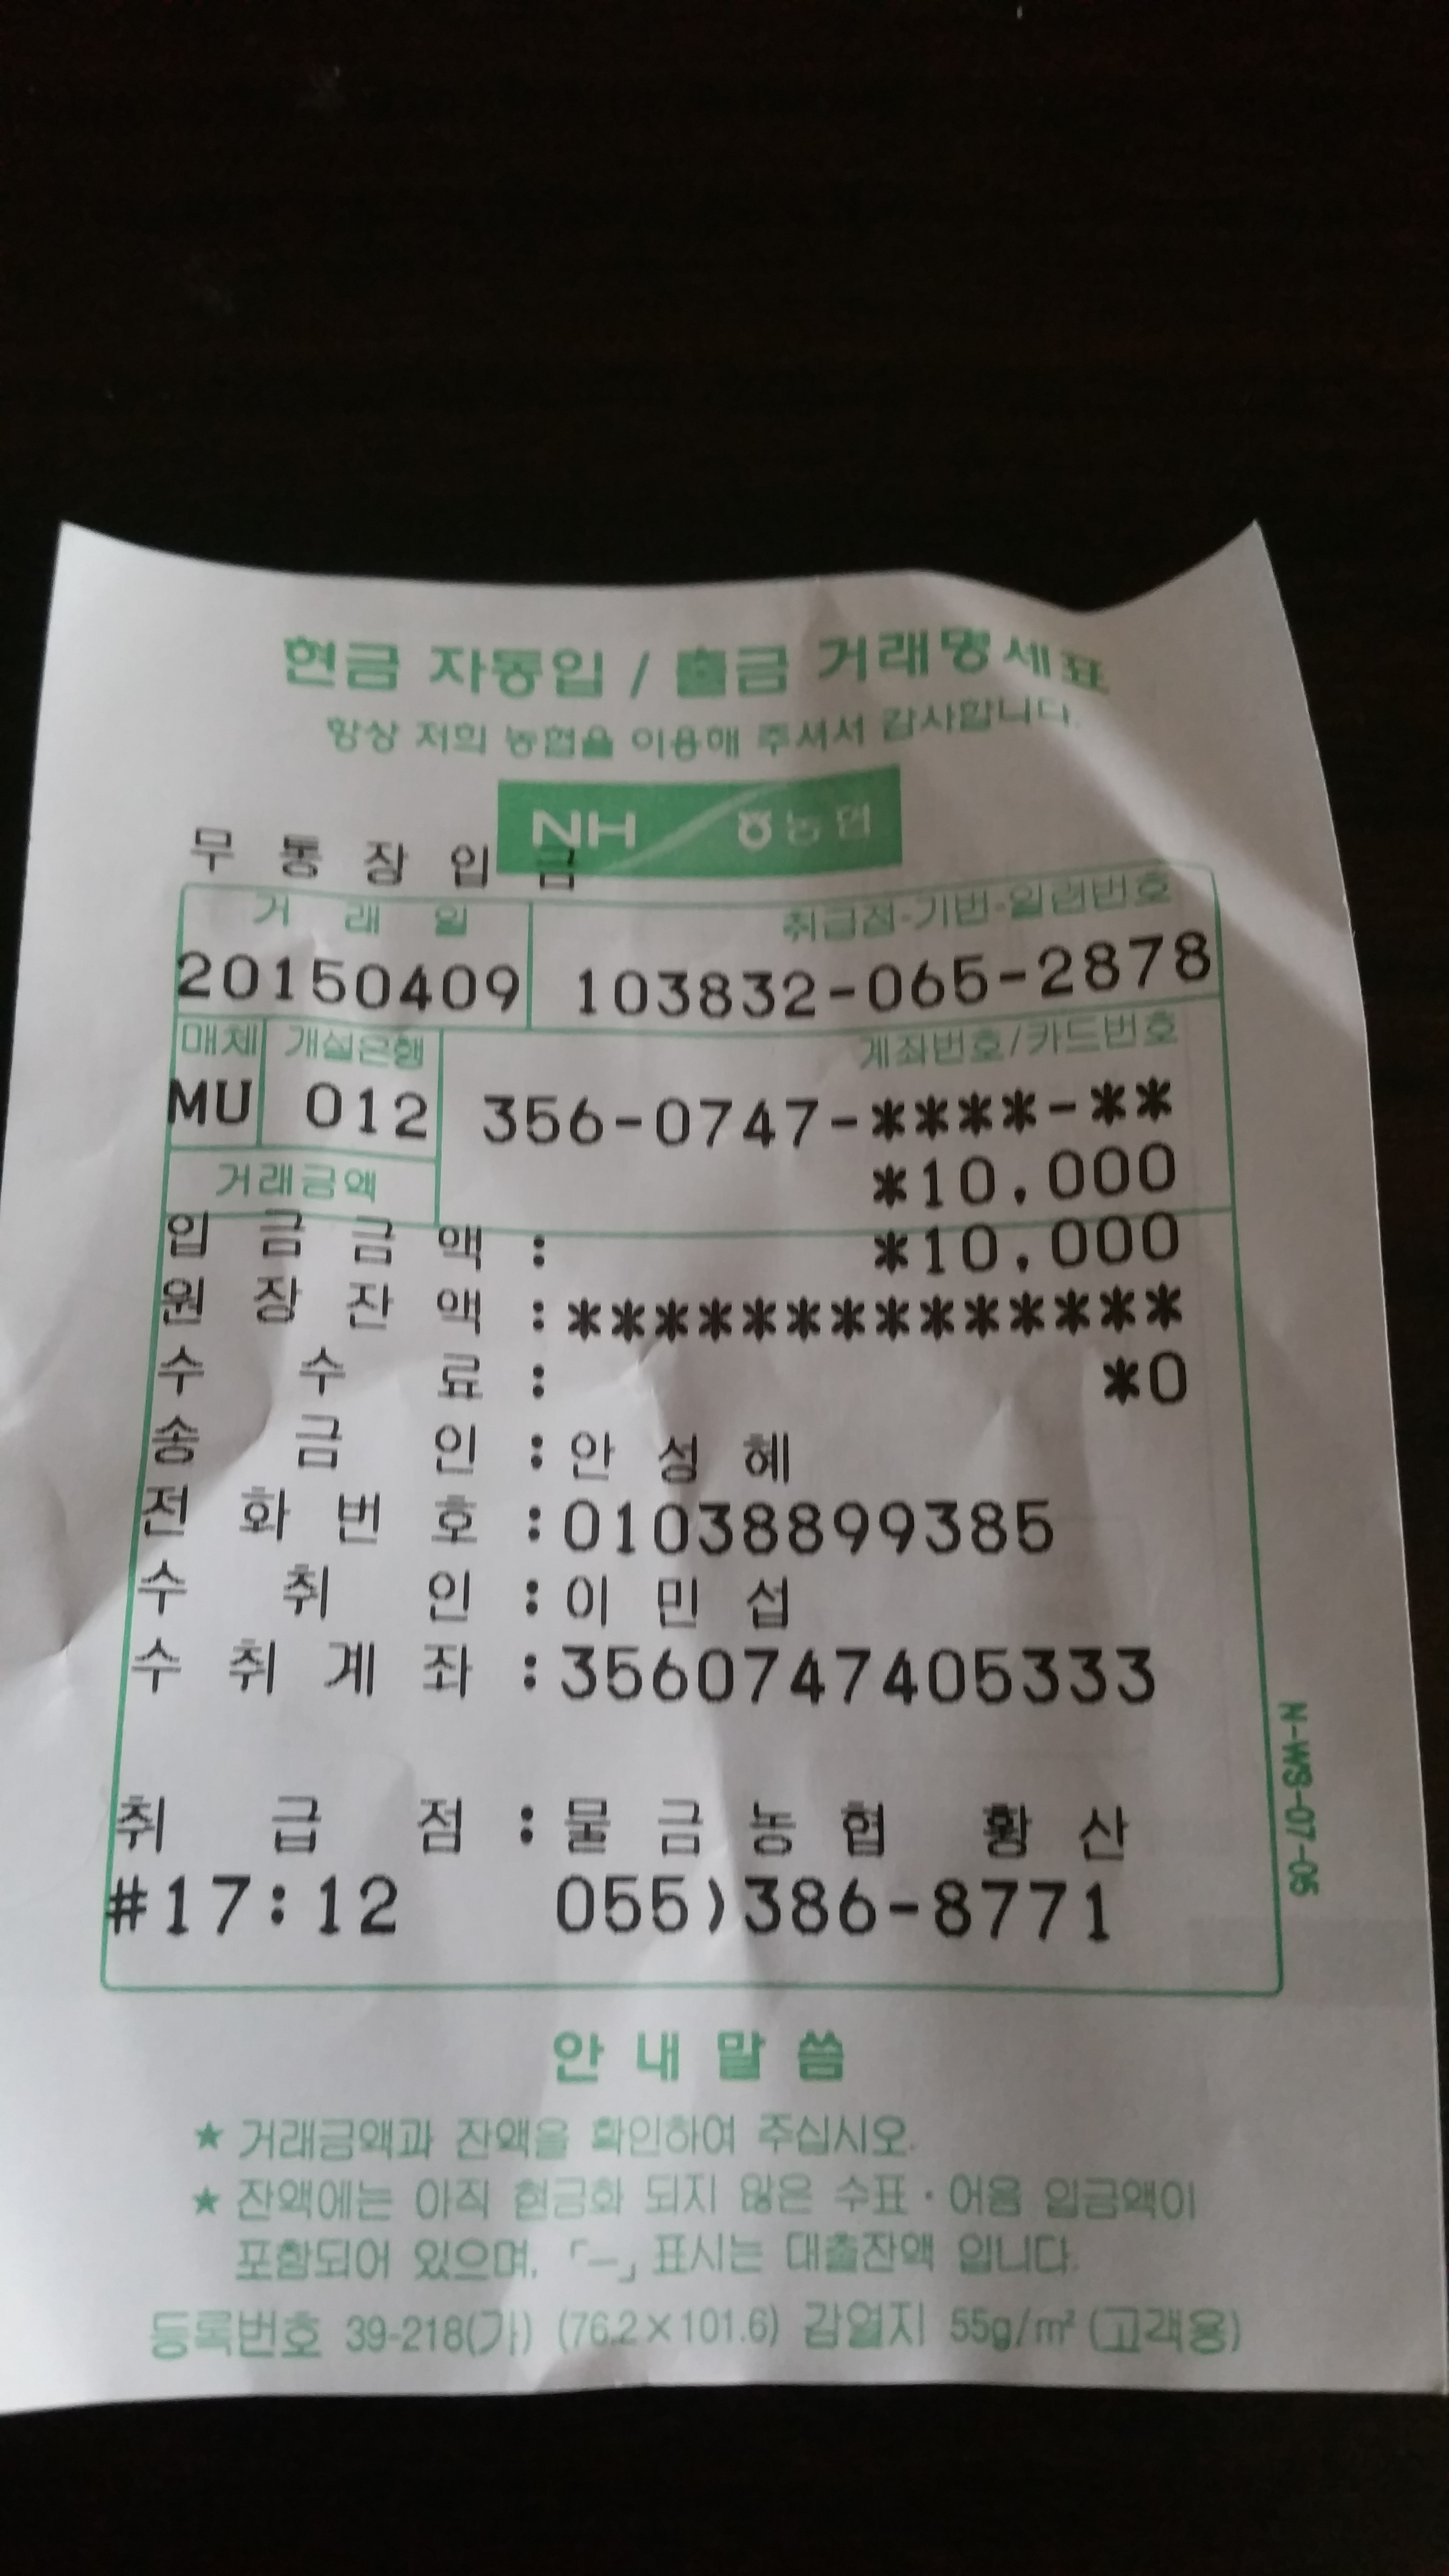 현금 자동입 / 출금 거래명세표
항상 저희 농협을 이용해 주셔서 감사합니다.
NH 농협
무통장입금
거 래 일 취급점-기번-일련번호
20150409 103832-065-2878
매체 개설은행 계좌번호/카드번호
MU 012 356-0747-****-**
*10,000
거래금액
입 금 금 액 : *10,000
원 장 잔 액 : **************
수 수 료 : *0
송 금 인 : 안 성 혜
전 화 번 호 : 01038899385
수 취 인 : 이 민 섭
수 취 계 좌 : 3560747405333
취 급 점 : 물 금 농 협 황 산
#17:12 055)386-8771
N-WS-07-05
안 내 말 씀
★ 거래금액과 잔액을 확인하여 주십시오.
★ 잔액에는 아직 현금화 되지 않은 수표·어음 입금액이
포함되어 있으며, 「-」 표시는 대출잔액 입니다.
등록번호 39-218(가) (76.2×101.6) 감열지 55g/m² (고객용)